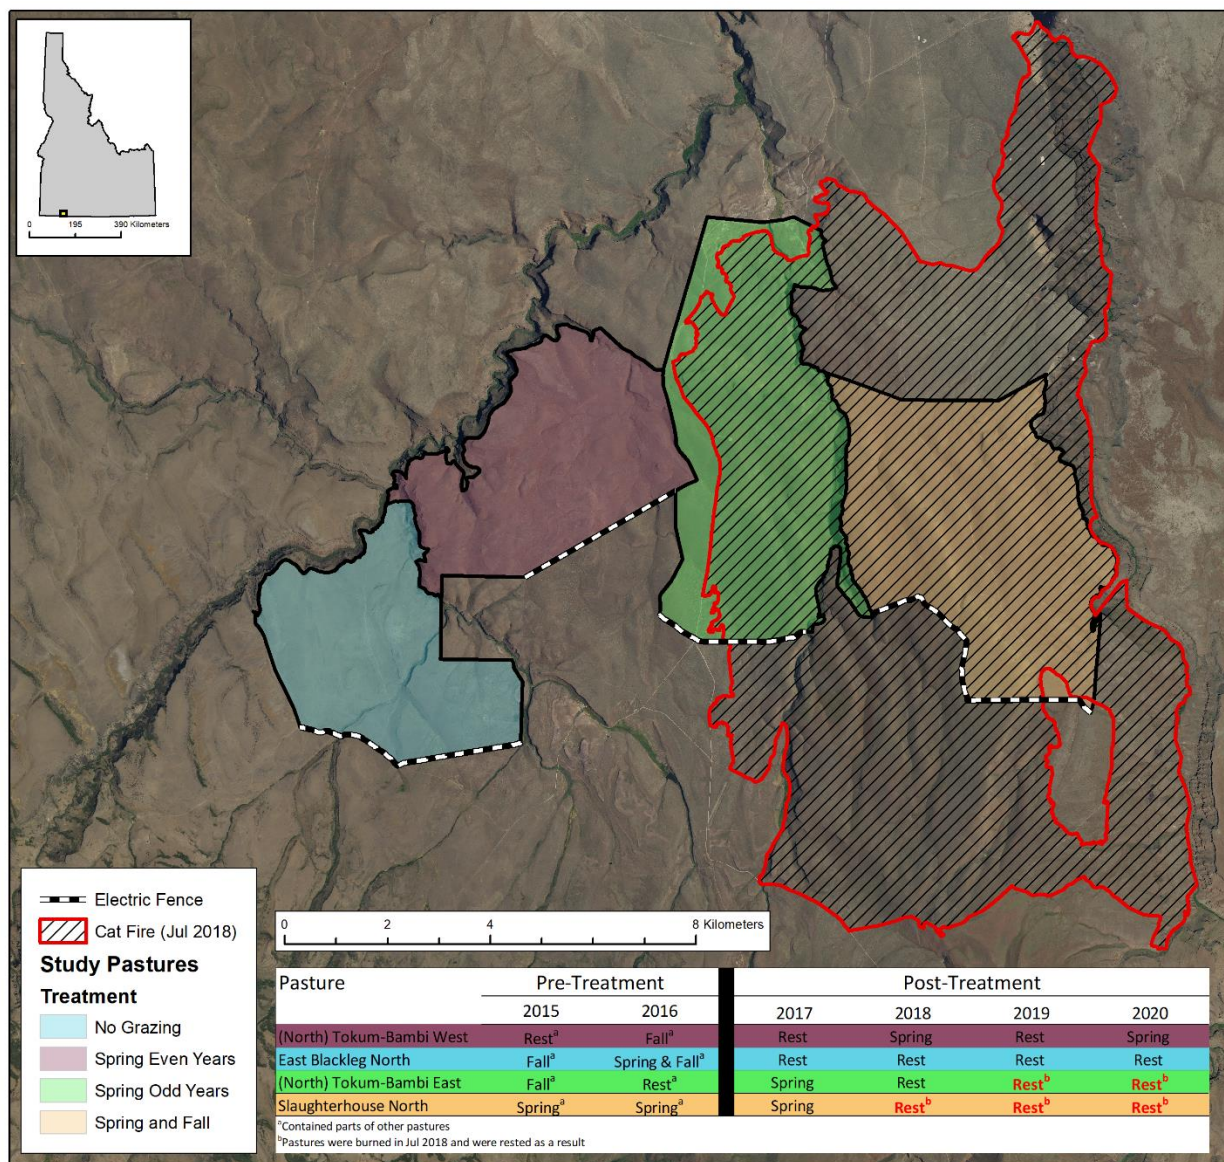 0 195 390 Kilometers
Electric Fence
Cat Fire (Jul 2018)
Study Pastures
Treatment
No Grazing
Spring Even Years
Spring Odd Years
Spring and Fall
0 2 4 6 8 Kilometers
Pasture Pre-Treatment Post-Treatment
2015 2016 2017 2018 2019 2020
(North) Tokum-Bambi West Rest^a Fall^a Rest Spring Rest Spring
East Blackleg North Fall^a Spring & Fall^a Rest Rest Rest Rest
(North) Tokum-Bambi East Fall^a Rest^a Spring Rest Rest^b Rest^b
Slaughterhouse North Spring^a Spring^a Spring Rest^b Rest^b Rest^b
^aContained parts of other pastures
^bPastures were burned in Jul 2018 and were rested as a result